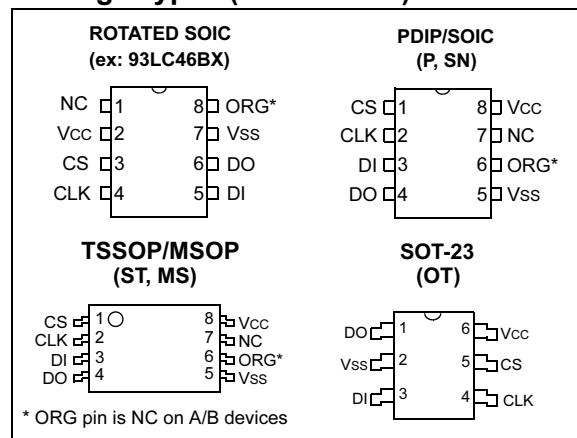 ROTATED SOIC
(ex: 93LC46BX)
NC 1 8 ORG*
VCC 2 7 VSS
CS 3 6 DO
CLK 4 5 DI
PDIP/SOIC
(P, SN)
CS 1 8 VCC
CLK 2 7 NC
DI 3 6 ORG*
DO 4 5 VSS
TSSOP/MSOP
(ST, MS)
CS 1 8 VCC
CLK 2 7 NC
DI 3 6 ORG*
DO 4 5 VSS
SOT-23
(OT)
DO 1 6 VCC
VSS 2 5 CS
DI 3 4 CLK
* ORG pin is NC on A/B devices